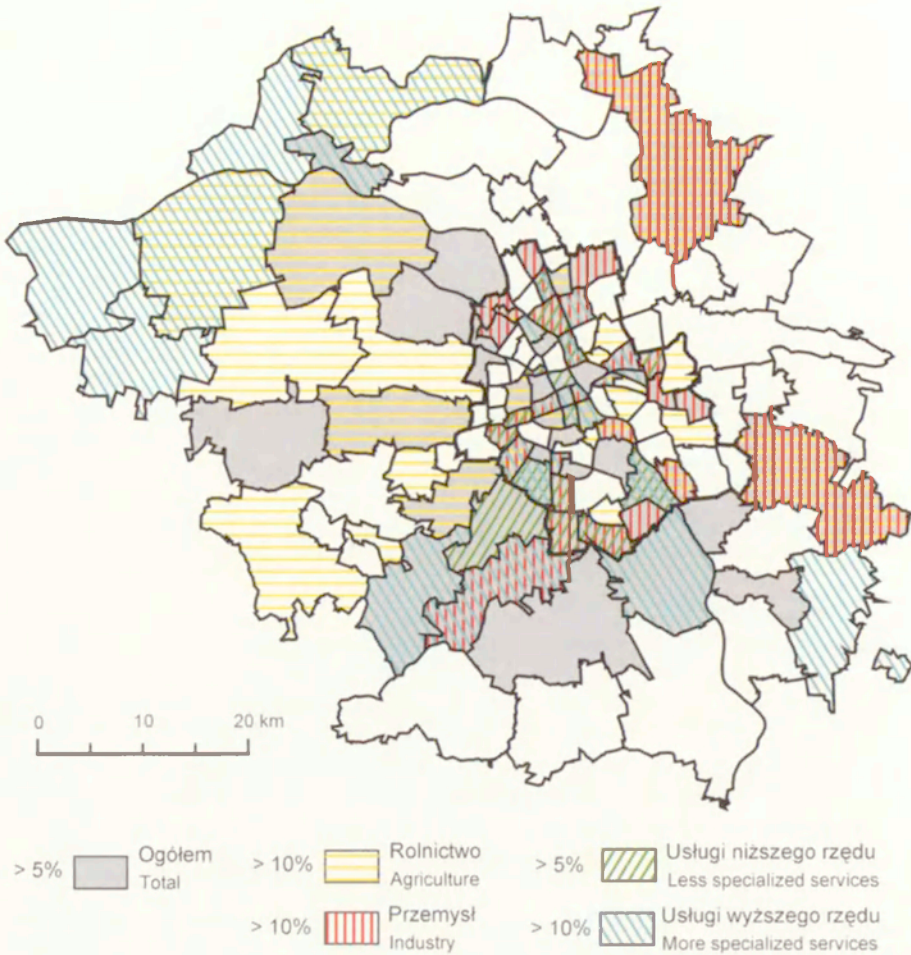 0 10 20 km
> 5% Ogółem
Total
> 10% Rolnictwo
Agriculture
> 10% Przemysł
Industry
> 5% Usługi niższego rzędu
Less specialized services
> 10% Usługi wyższego rzędu
More specialized services